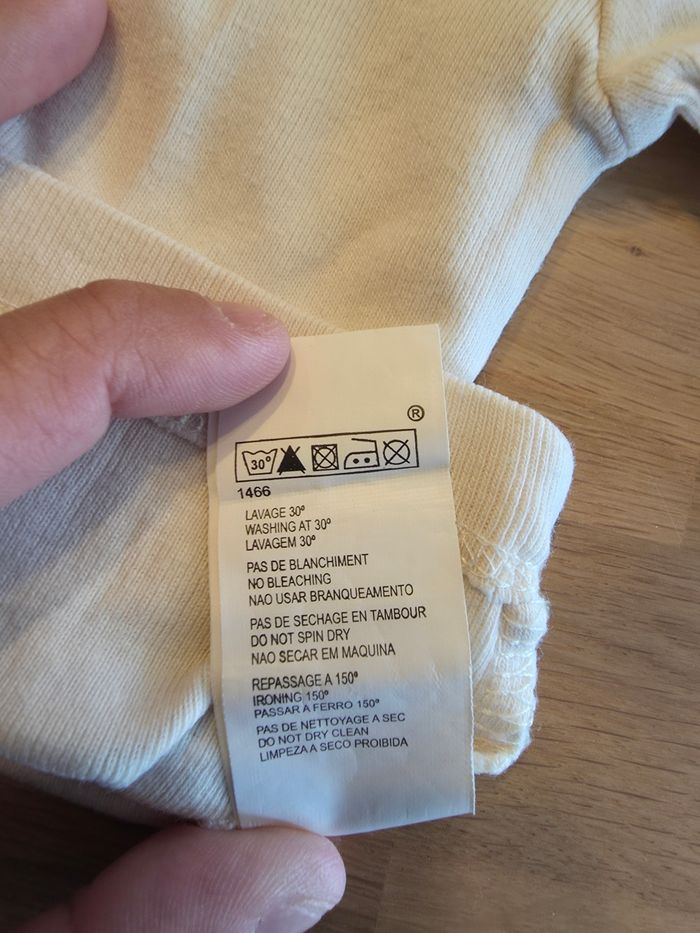 ®
30°
1466
LAVAGE 30º
WASHING AT 30º
LAVAGEM 30º
PAS DE BLANCHIMENT
NO BLEACHING
NAO USAR BRANQUEAMENTO
PAS DE SECHAGE EN TAMBOUR
DO NOT SPIN DRY
NAO SECAR EM MAQUINA
REPASSAGE A 150º
IRONING 150º
PASSAR A FERRO 150º
PAS DE NETTOYAGE A SEC
DO NOT DRY CLEAN
LIMPEZA A SECO PROIBIDA